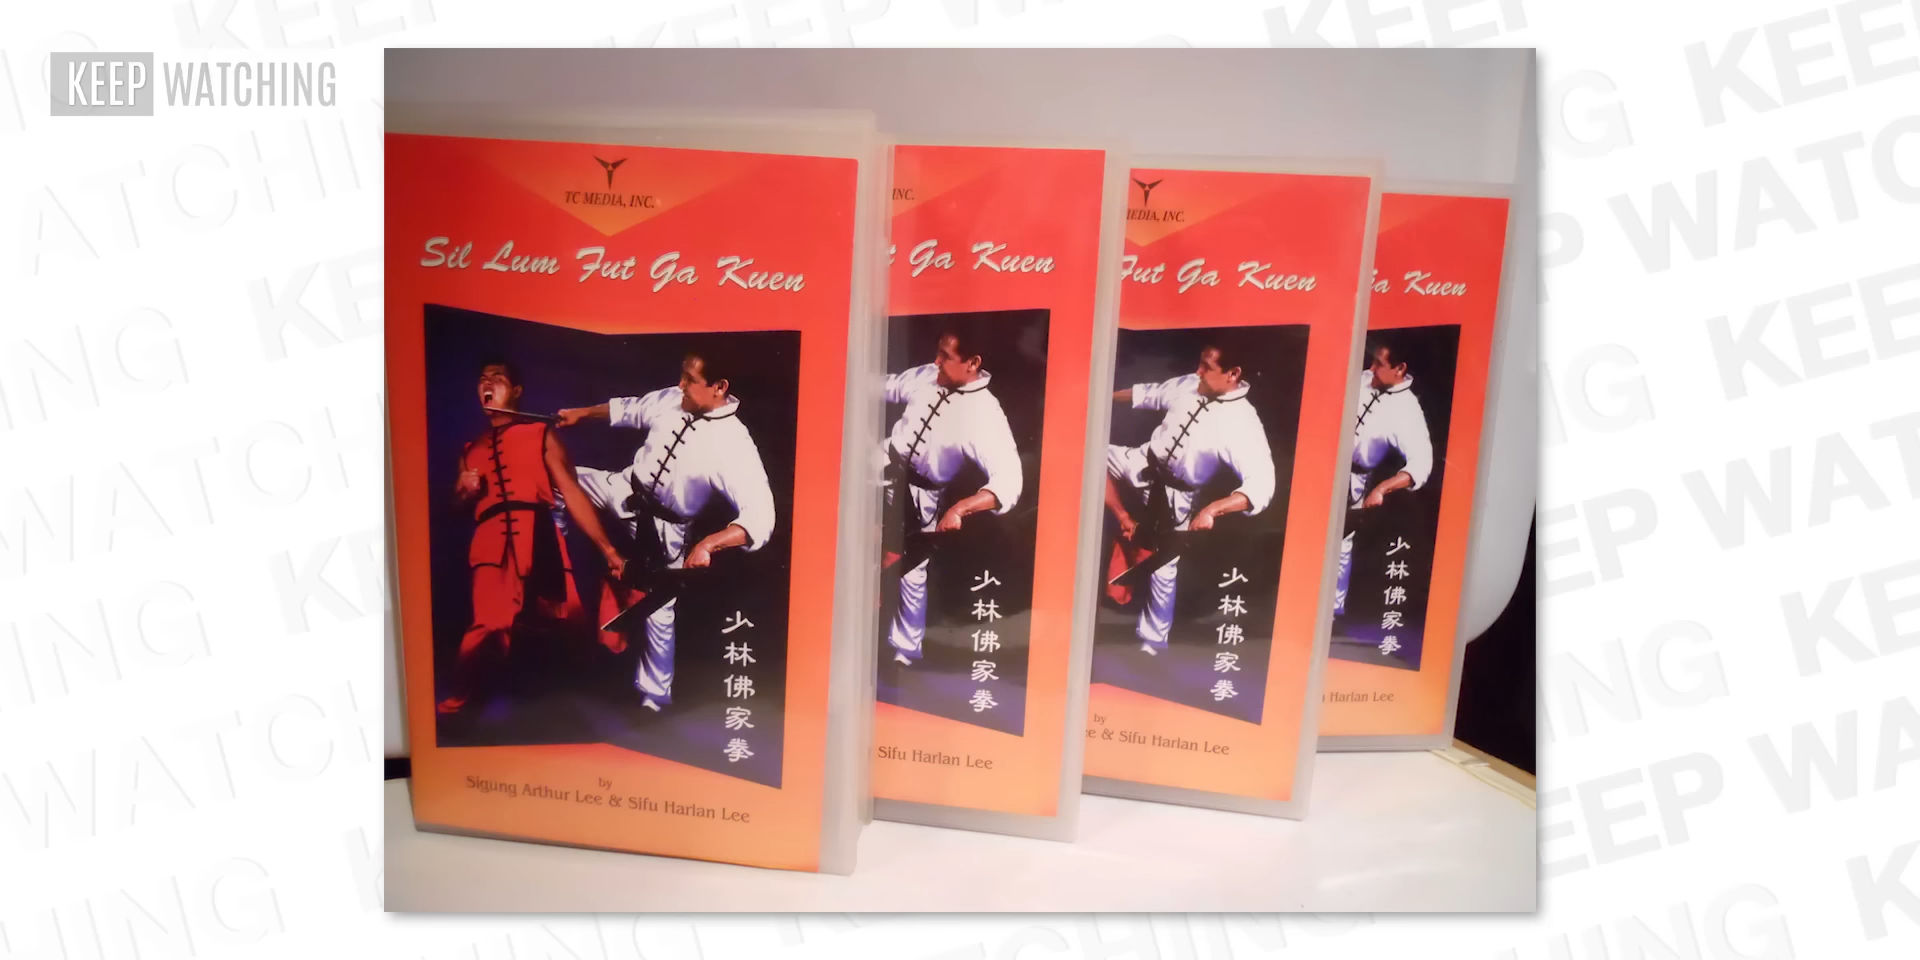 KEEP WATCHING
TC MEDIA, INC.
Sil Lum Fut Ga Kuen
少林佛家拳
by
Sigung Arthur Lee & Sifu Harlan Lee
INC.
Ga Kuen
少林佛家拳
Sifu Harlan Lee
INC.
Fut Ga Kuen
少林佛家拳
by
& Sifu Harlan Lee
Kuen
少林佛家拳
Harlan Lee